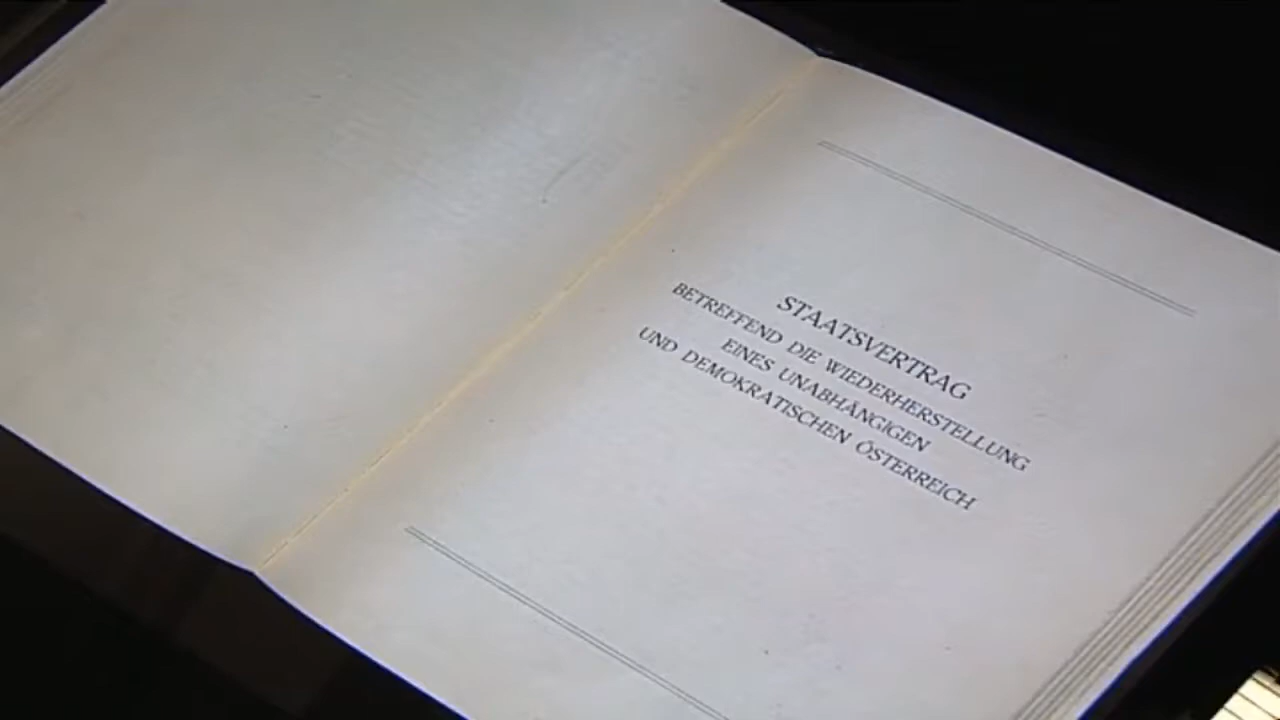 STAATSVERTRAG
BETREFFEND DIE WIEDERHERSTELLUNG
EINES UNABHÄNGIGEN
UND DEMOKRATISCHEN ÖSTERREICH